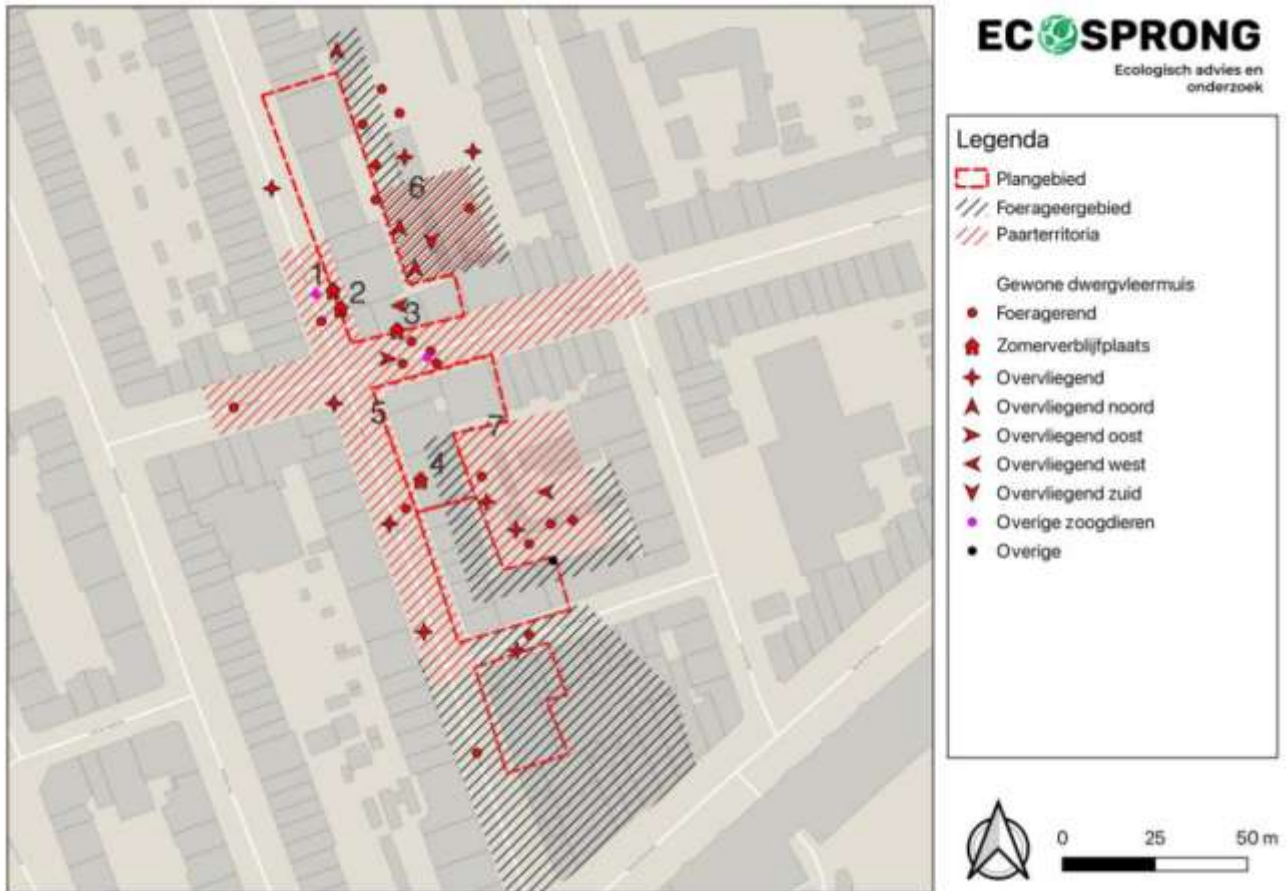 ECOSPRONG
Ecologisch advies en
onderzoek
Legenda
Plangebied
Foerageergebied
Paarterritoria
Gewone dwergvleermuis
Foeragerend
Zomerverblijfplaats
Overvliegend
Overvliegend noord
Overvliegend oost
Overvliegend west
Overvliegend zuid
Overige zoogdieren
Overige
6
1
2
3
5
7
4
0 25 50 m